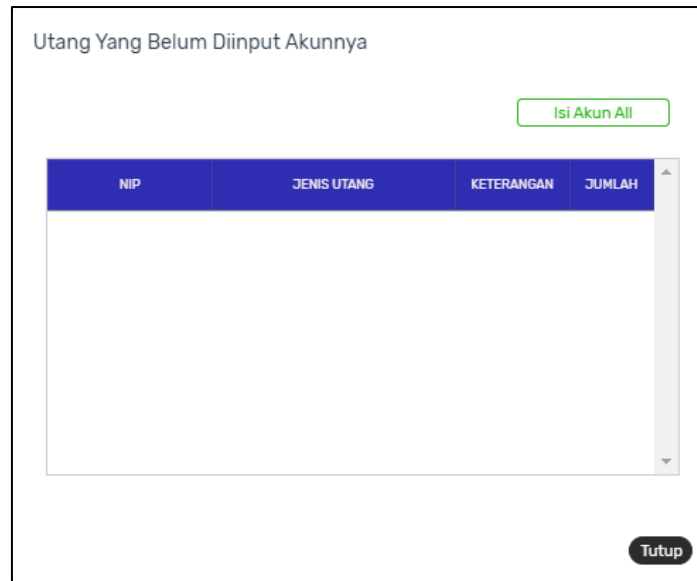 Utang Yang Belum Diinput Akunnya
Isi Akun All
NIP JENIS UTANG KETERANGAN JUMLAH
Tutup